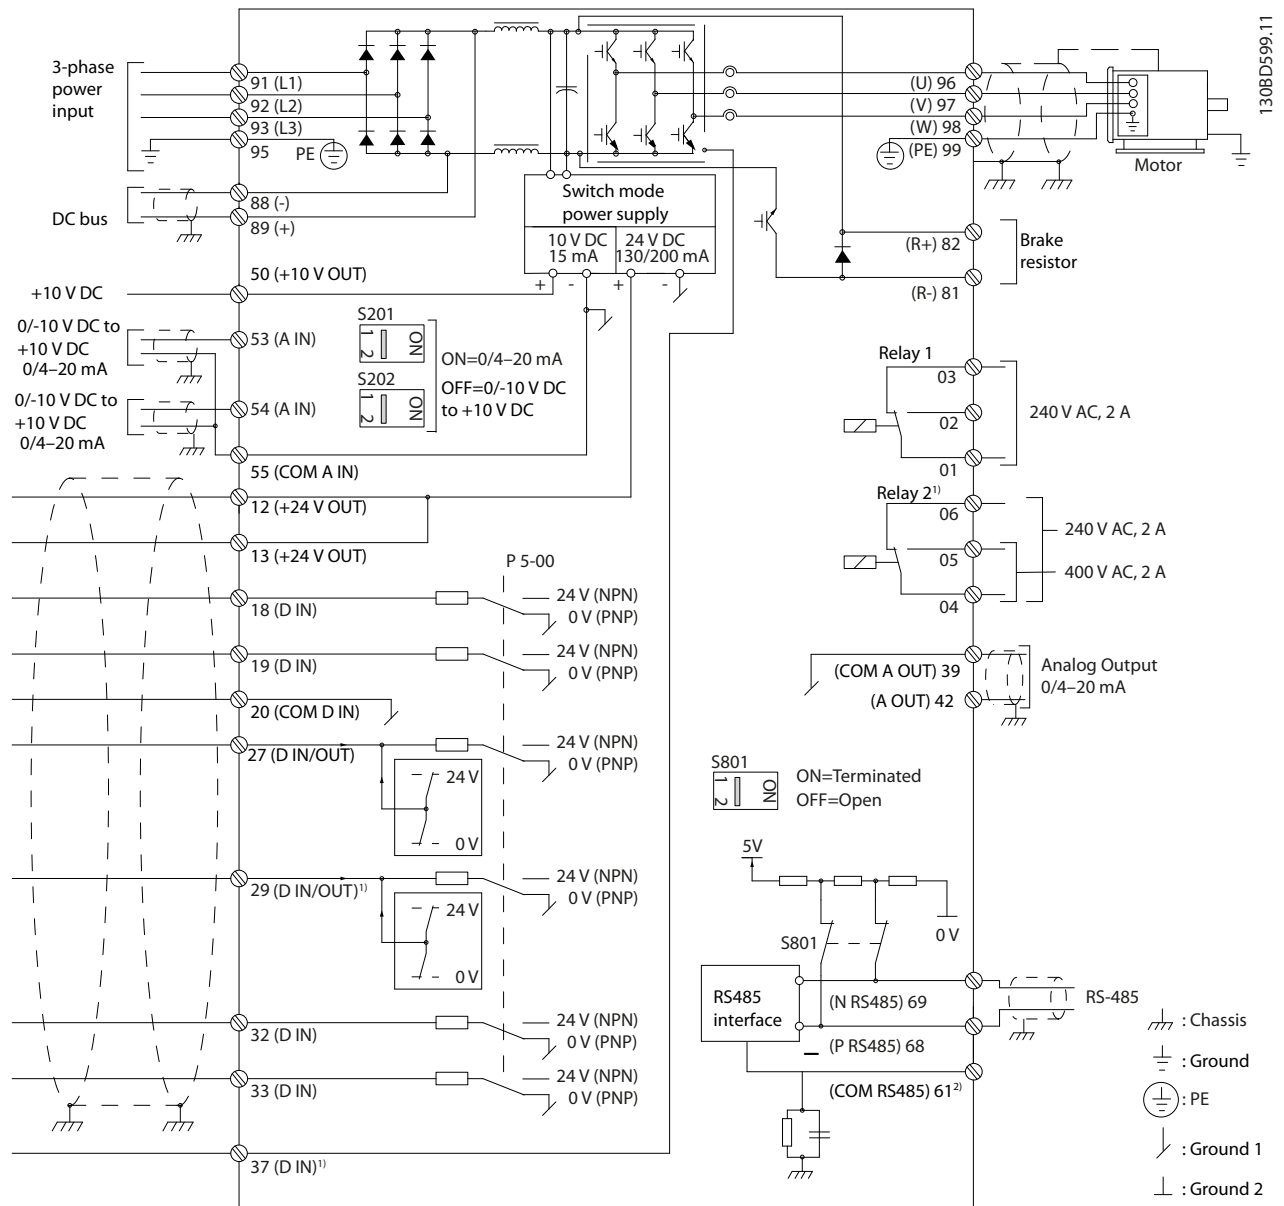 130BD599.11
3-phase
power
input
91 (L1)
92 (L2)
93 (L3)
95
PE
DC bus
88 (-)
89 (+)
50 (+10 V OUT)
+10 V DC
0/-10 V DC to
+10 V DC
0/4–20 mA
53 (A IN)
0/-10 V DC to
+10 V DC
0/4–20 mA
54 (A IN)
55 (COM A IN)
12 (+24 V OUT)
13 (+24 V OUT)
18 (D IN)
19 (D IN)
20 (COM D IN)
27 (D IN/OUT)
29 (D IN/OUT)¹⁾
32 (D IN)
33 (D IN)
37 (D IN)¹⁾
S201
1
2
ON
S202
1
2
ON
ON=0/4–20 mA
OFF=0/-10 V DC
to +10 V DC
Switch mode
power supply
10 V DC
15 mA
24 V DC
130/200 mA
+ - + -
P 5-00
24 V (NPN)
0 V (PNP)
24 V (NPN)
0 V (PNP)
24 V (NPN)
0 V (PNP)
24 V
0 V
24 V (NPN)
0 V (PNP)
24 V
0 V
24 V (NPN)
0 V (PNP)
24 V (NPN)
0 V (PNP)
(U) 96
(V) 97
(W) 98
(PE) 99
Motor
(R+) 82
(R-) 81
Brake
resistor
Relay 1
03
02
01
240 V AC, 2 A
Relay 2¹⁾
06
05
04
240 V AC, 2 A
400 V AC, 2 A
(COM A OUT) 39
(A OUT) 42
Analog Output
0/4–20 mA
S801
1
2
ON
ON=Terminated
OFF=Open
5V
0 V
S801
RS485
interface
(N RS485) 69
(P RS485) 68
(COM RS485) 61²⁾
RS-485
: Chassis
: Ground
: PE
: Ground 1
: Ground 2